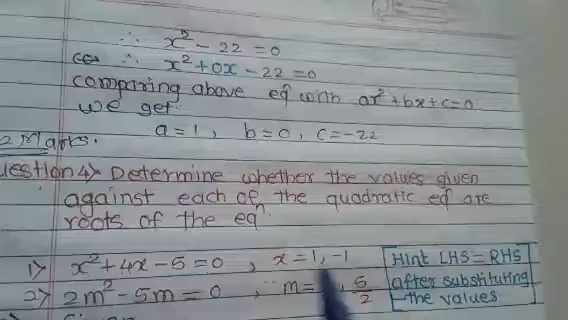 ∴ x² - 22 = 0
∴ x² + 0x - 22 = 0
comparing above eqⁿ with ax² + bx + c = 0
we get
a = 1, b = 0, c = -22
2 Marks.
uestion 4) Determine whether the values given
against each of the quadratic eqⁿ are
roots of the eqⁿ
1) x² + 4x - 5 = 0 , x = 1, -1
2) 2m² - 5m = 0 , m = , 5/2
Hint LHS = RHS
after substituting
the values